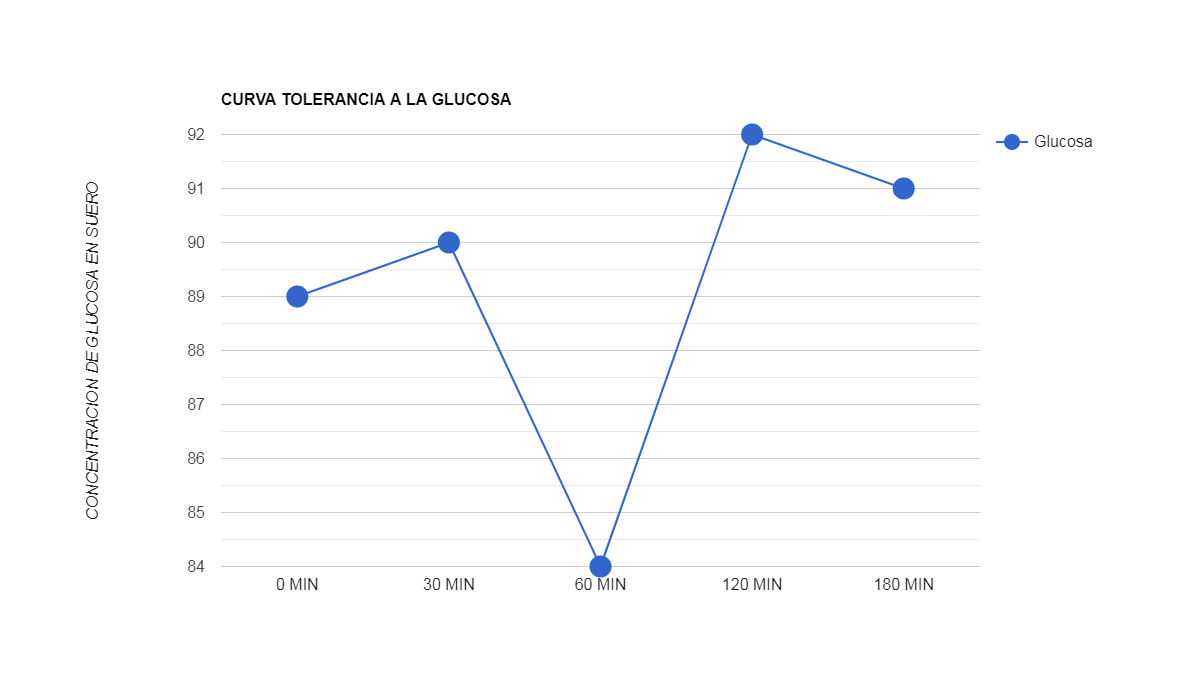 CURVA TOLERANCIA A LA GLUCOSA
CONCENTRACION DE GLUCOSA EN SUERO
92
91
90
89
88
87
86
85
84
0 MIN
30 MIN
60 MIN
120 MIN
180 MIN
Glucosa